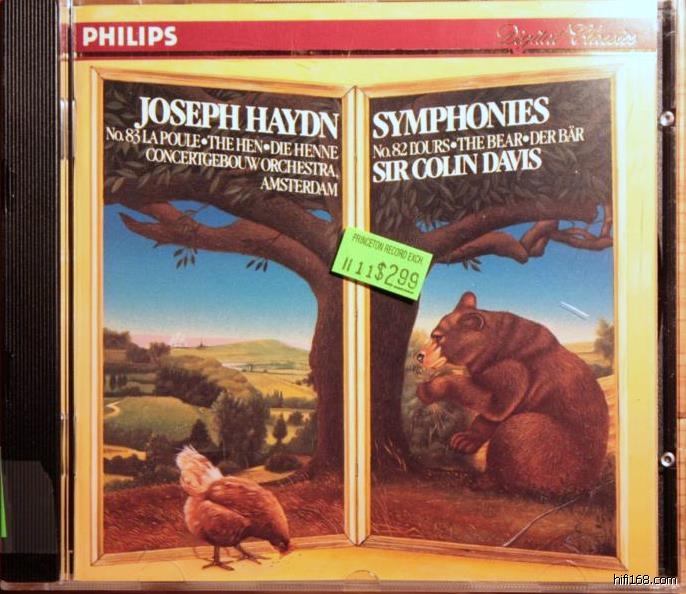 PHILIPS
Digital Classics
JOSEPH HAYDN
No. 83 LA POULE • THE HEN • DIE HENNE
CONCERTGEBOUW ORCHESTRA,
AMSTERDAM
SYMPHONIES
No. 82 L'OURS • THE BEAR • DER BÄR
SIR COLIN DAVIS
PRINCETON RECORD EXCH
11 11 $2.99
hifi168.com